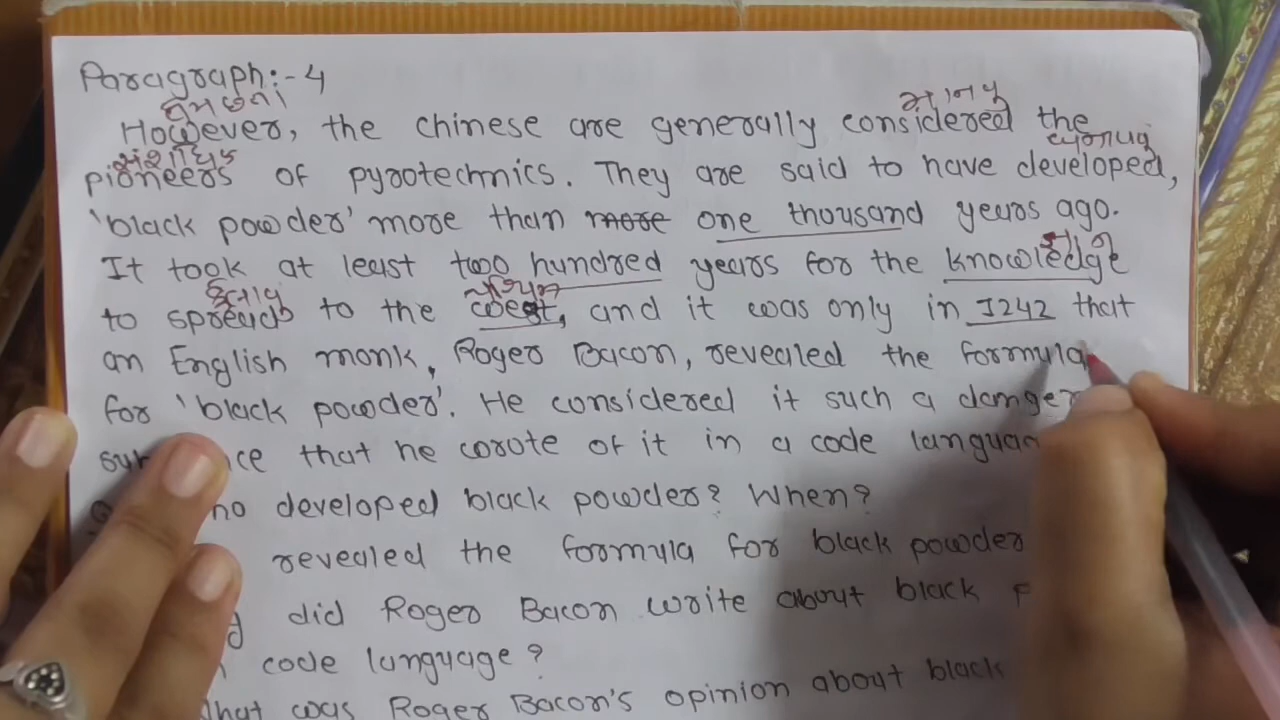 Paragraph:- 4
However, the chinese are generally considered the
pioneers of pyrotechnics. They are said to have developed,
'black powder' more than more one thousand years ago.
It took at least two hundred years for the knowledge
to spread to the west, and it was only in 1242 that
an English monk, Roger Bacon, revealed the formula
for 'black powder'. He considered it such a danger
that he wrote of it in a code
developed black powder? When?
revealed the formula for black powder
did Roger Bacon write about black
code language?
was Roger Bacon's opinion about black